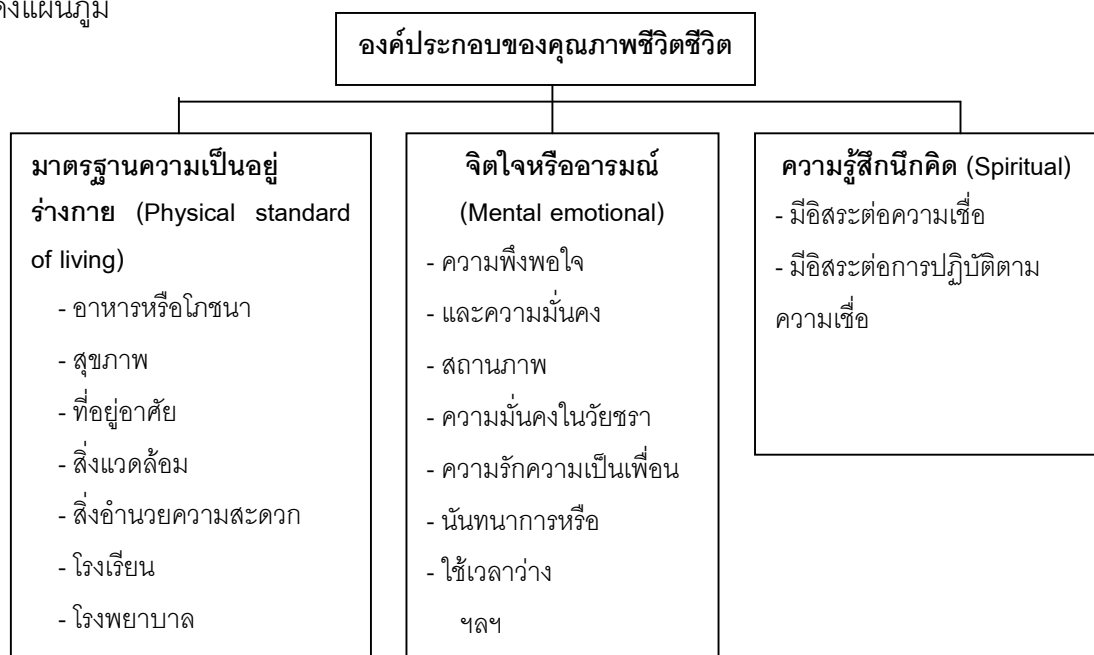 ดังแผนภูมิ
องค์ประกอบของคุณภาพชีวิตชีวิต
มาตรฐานความเป็นอยู่
ร่างกาย (Physical standard
of living)
- อาหารหรือโภชนา
- สุขภาพ
- ที่อยู่อาศัย
- สิ่งแวดล้อม
- สิ่งอำนวยความสะดวก
- โรงเรียน
- โรงพยาบาล
จิตใจหรืออารมณ์
(Mental emotional)
- ความพึงพอใจ
- และความมั่นคง
- สถานภาพ
- ความมั่นคงในวัยชรา
- ความรักความเป็นเพื่อน
- นันทนาการหรือ
- ใช้เวลาว่าง
ฯลฯ
ความรู้สึกนึกคิด (Spiritual)
- มีอิสระต่อความเชื่อ
- มีอิสระต่อการปฏิบัติตาม
ความเชื่อ